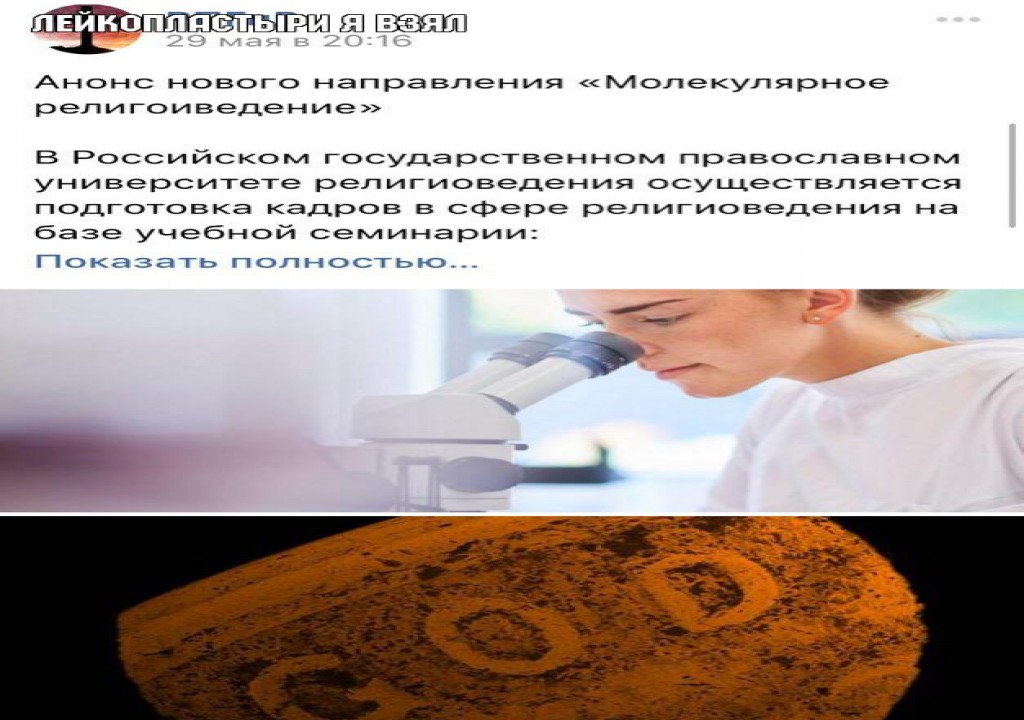 ЛЕЙКОПЛАСТЫРИ Я ВЗЯЛ
29 мая в 20:16
Анонс нового направления «Молекулярное
религоиведение»
В Российском государственном православном
университете религиоведения осуществляется
подготовка кадров в сфере религиоведения на
базе учебной семинарии:
Показать полностью...
GOD